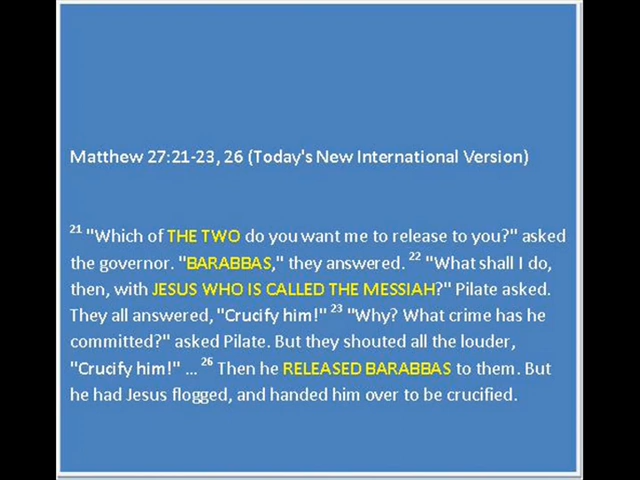 Matthew 27:21-23, 26 (Today's New International Version)
21 "Which of THE TWO do you want me to release to you?" asked
the governor. "BARABBAS," they answered. 22 "What shall I do,
then, with JESUS WHO IS CALLED THE MESSIAH?" Pilate asked.
They all answered, "Crucify him!" 23 "Why? What crime has he
committed?" asked Pilate. But they shouted all the louder,
"Crucify him!" ... 26 Then he RELEASED BARABBAS to them. But
he had Jesus flogged, and handed him over to be crucified.